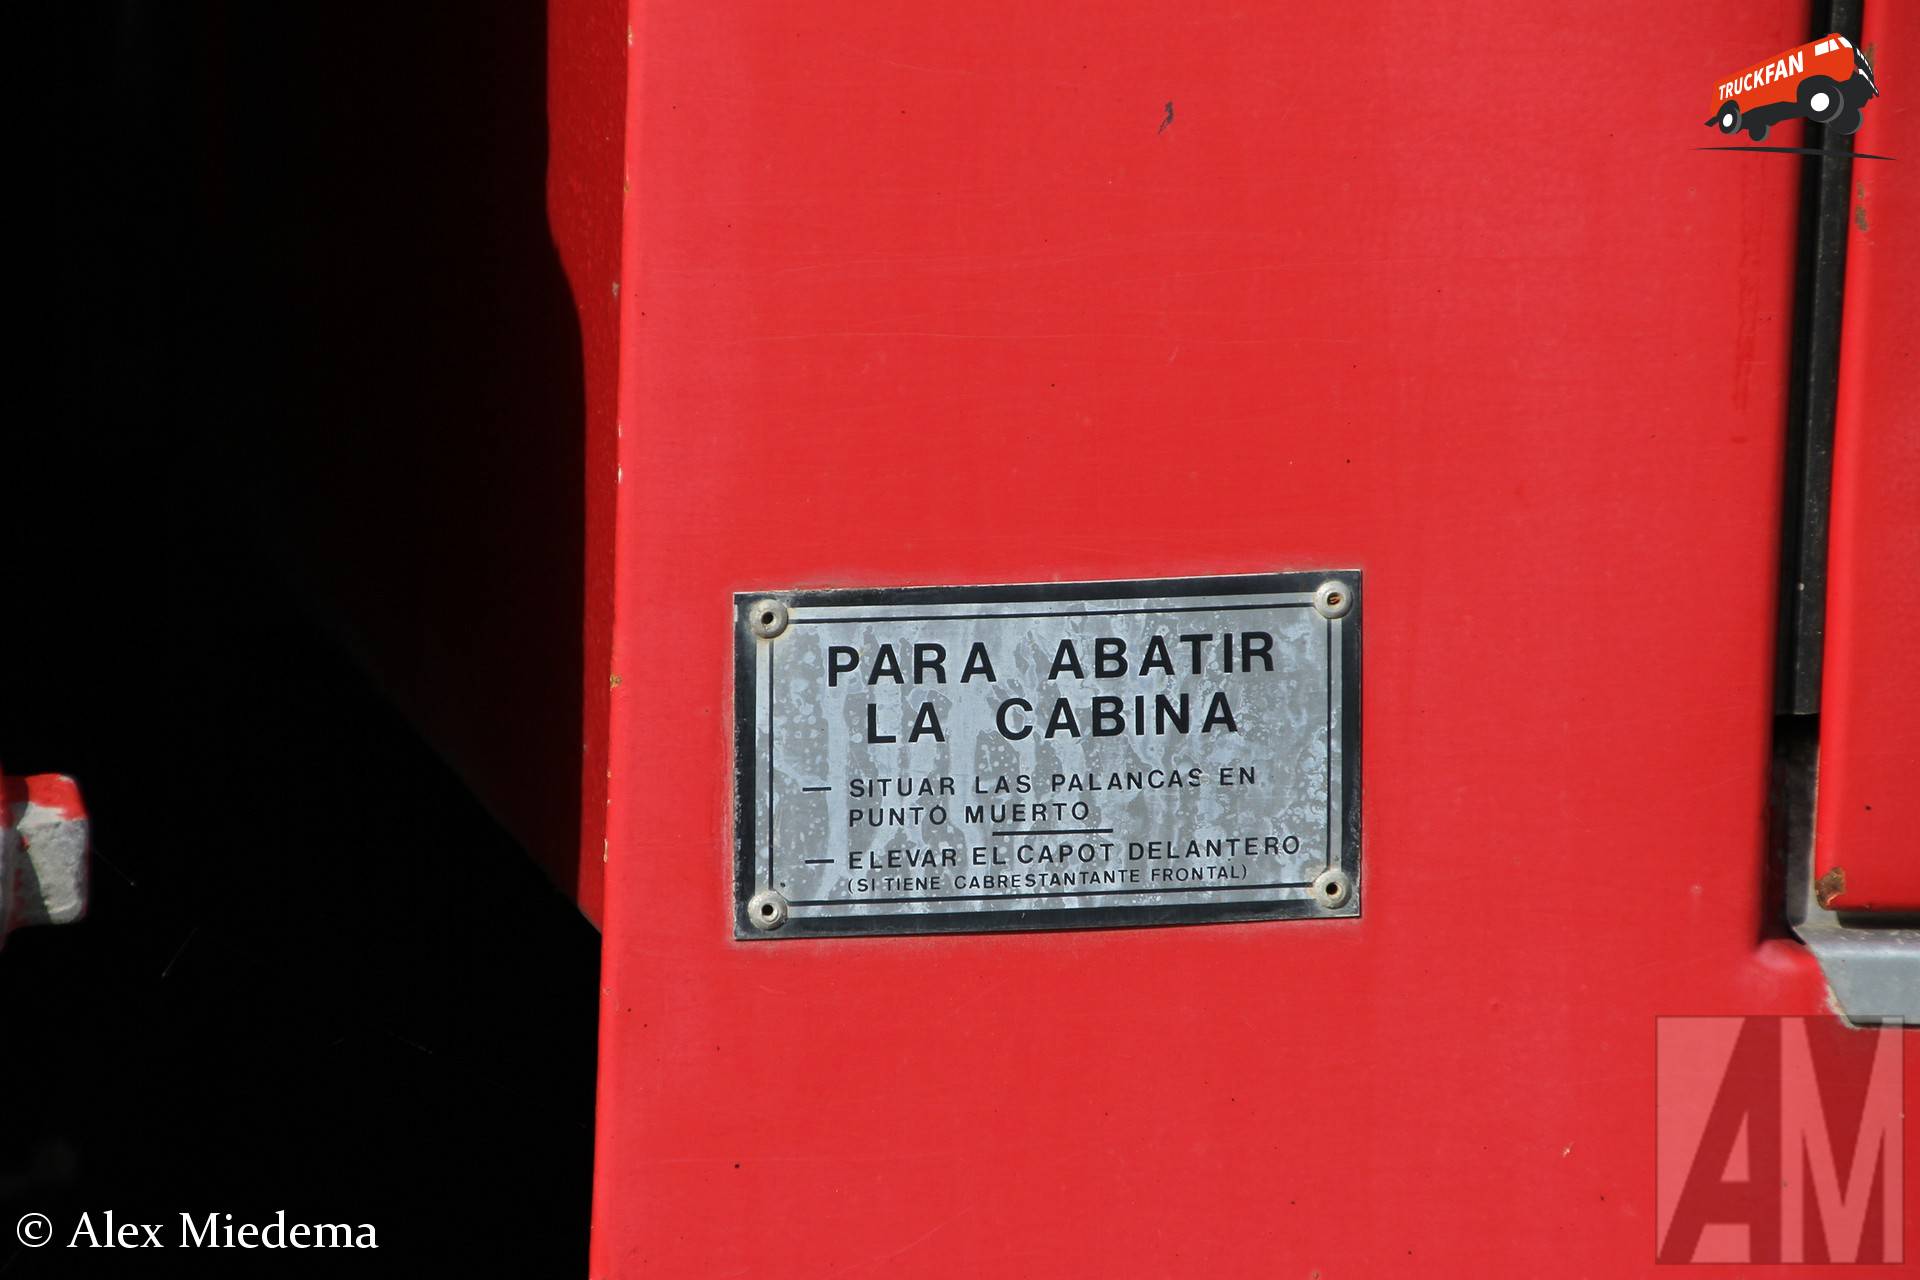 TRUCKFAN
PARA ABATIR
LA CABINA
— SITUAR LAS PALANCAS EN
PUNTO MUERTO
— ELEVAR EL CAPOT DELANTERO
(SI TIENE CABRESTANTANTE FRONTAL)
AM
© Alex Miedema